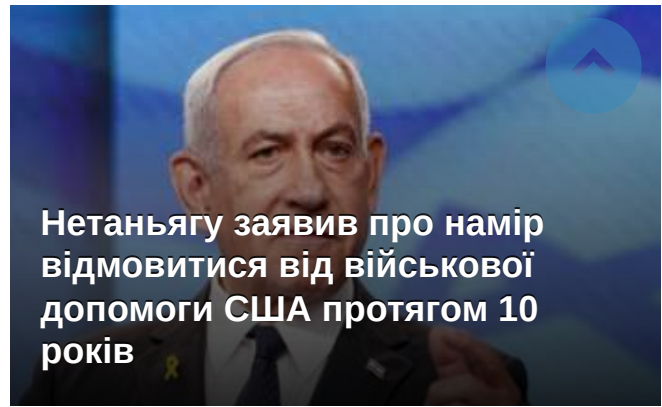 Нетаньягу заявив про намір
відмовитися від військової
допомоги США протягом 10
років